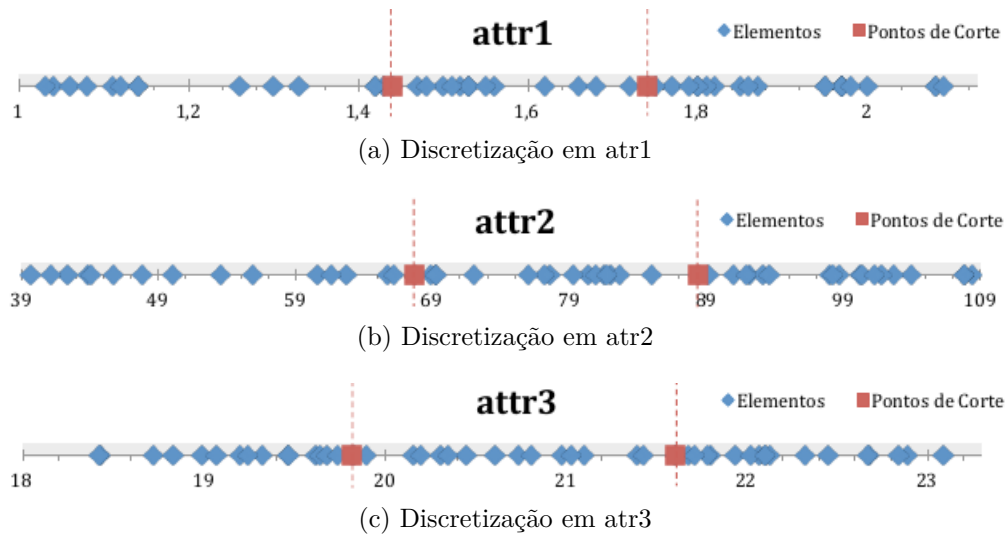 attr1
Elementos Pontos de Corte
1 1,2 1,4 1,6 1,8 2
(a) Discretização em atr1
attr2
Elementos Pontos de Corte
39 49 59 69 79 89 99 109
(b) Discretização em atr2
attr3
Elementos Pontos de Corte
18 19 20 21 22 23
(c) Discretização em atr3